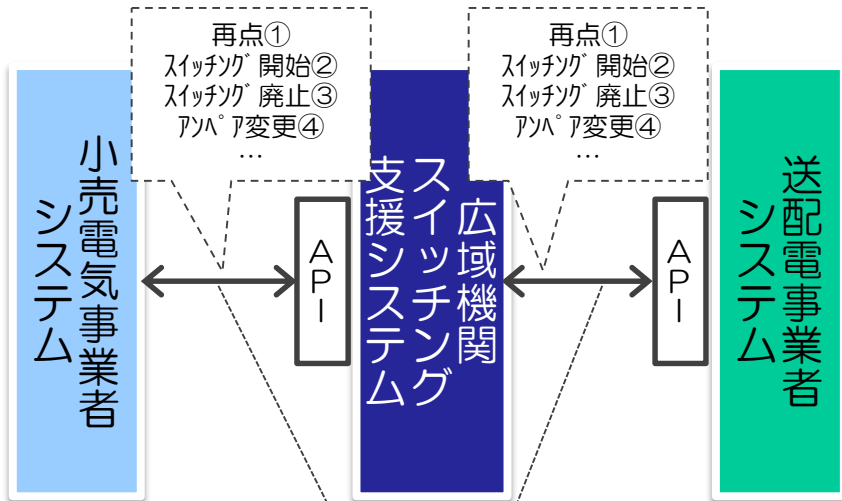 再点①
ｽｲｯﾁﾝｸﾞ開始②
ｽｲｯﾁﾝｸﾞ廃止③
ｱﾝﾍﾟｱ変更④
…
再点①
ｽｲｯﾁﾝｸﾞ開始②
ｽｲｯﾁﾝｸﾞ廃止③
ｱﾝﾍﾟｱ変更④
…
小売電気事業者
システム
API
広域機関
スイッチング
支援システム
API
送配電事業者
システム